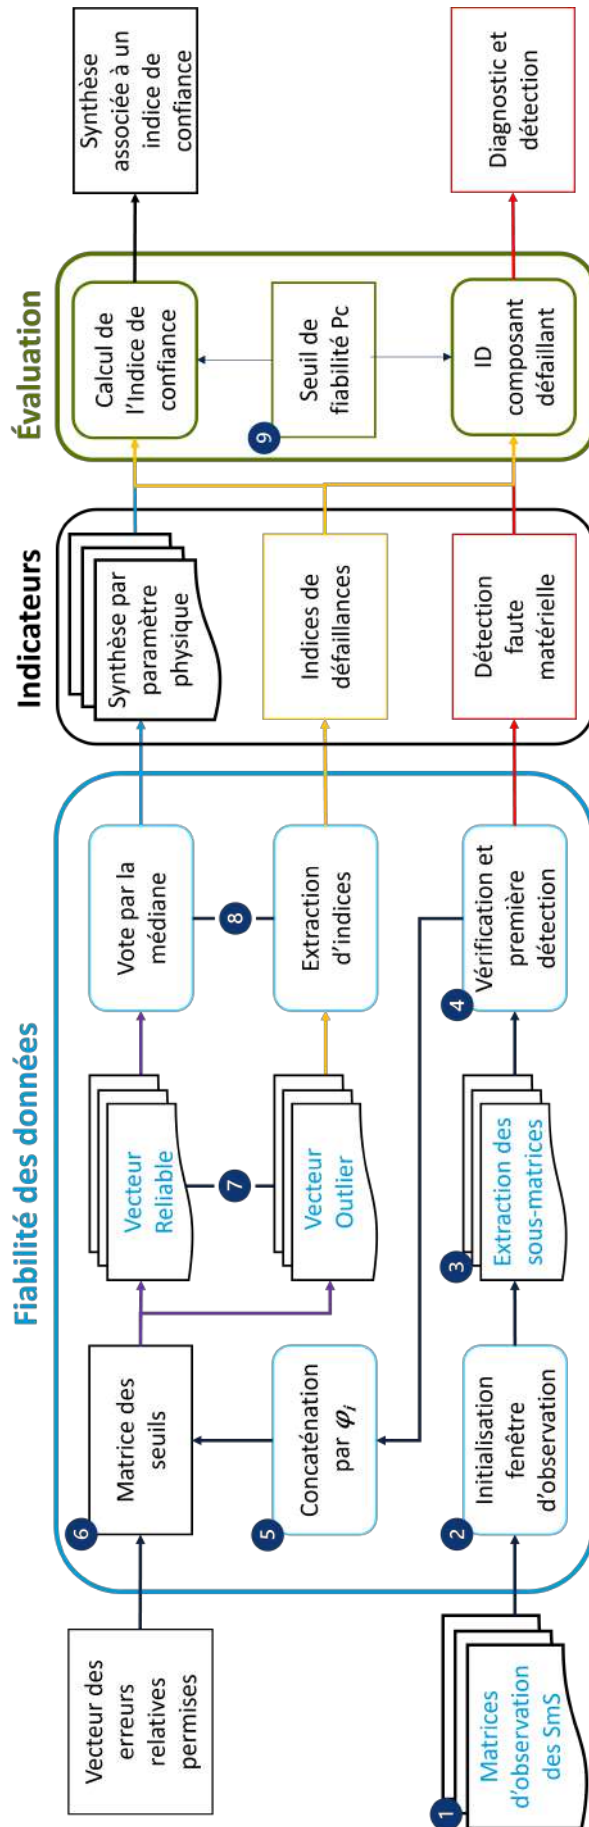 Fiabilité des données
Indicateurs
Évaluation
Vecteur des
erreurs
relatives
permises
6
Matrice des
seuils
Vecteur
Reliable
Vote par la
médiane
Synthèse par
paramètre
physique
Calcul de
l'Indice de
confiance
Synthèse
associée à un
indice de
confiance
5
Concaténation
par φi
7
Vecteur
Outlier
8
Extraction
d'indices
Indices de
défaillances
9
Seuil de
fiabilité Pc
1
Matrices
d'observation
des SmS
2
Initialisation
fenêtre
d'observation
3
Extraction des
sous-matrices
4
Vérification et
première
détection
Détection
faute
matérielle
ID
composant
défaillant
Diagnostic et
détection